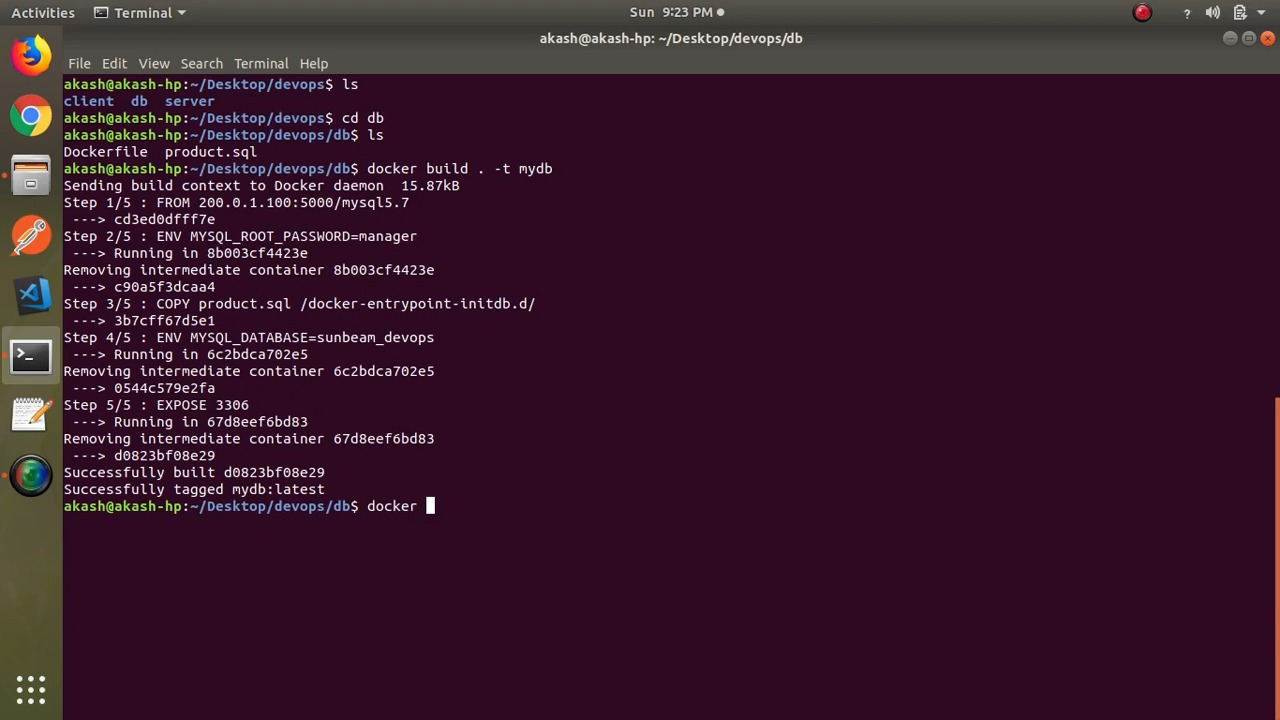 Activities Terminal Sun 9:23 PM
akash@akash-hp: ~/Desktop/devops/db
File Edit View Search Terminal Help
akash@akash-hp:~/Desktop/devops$ ls
client  db  server
akash@akash-hp:~/Desktop/devops$ cd db
akash@akash-hp:~/Desktop/devops/db$ ls
Dockerfile  product.sql
akash@akash-hp:~/Desktop/devops/db$ docker build . -t mydb
Sending build context to Docker daemon  15.87kB
Step 1/5 : FROM 200.0.1.100:5000/mysql5.7
 ---> cd3ed0dfff7e
Step 2/5 : ENV MYSQL_ROOT_PASSWORD=manager
 ---> Running in 8b003cf4423e
Removing intermediate container 8b003cf4423e
 ---> c90a5f3dcaa4
Step 3/5 : COPY product.sql /docker-entrypoint-initdb.d/
 ---> 3b7cff67d5e1
Step 4/5 : ENV MYSQL_DATABASE=sunbeam_devops
 ---> Running in 6c2bdca702e5
Removing intermediate container 6c2bdca702e5
 ---> 0544c579e2fa
Step 5/5 : EXPOSE 3306
 ---> Running in 67d8eef6bd83
Removing intermediate container 67d8eef6bd83
 ---> d0823bf08e29
Successfully built d0823bf08e29
Successfully tagged mydb:latest
akash@akash-hp:~/Desktop/devops/db$ docker